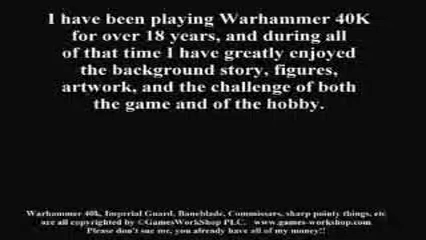 I have been playing Warhammer 40K
for over 18 years, and during all
of that time I have greatly enjoyed
the background story, figures,
artwork, and the challenge of both
the game and of the hobby.
Warhammer 40k, Imperial Guard, Baneblade, Commissers, sharp pointy things, etc
are all copyrighted by ©GamesWorkShop PLC. www.games-workshop.com
Please don't sue me, you already have all of my money!!